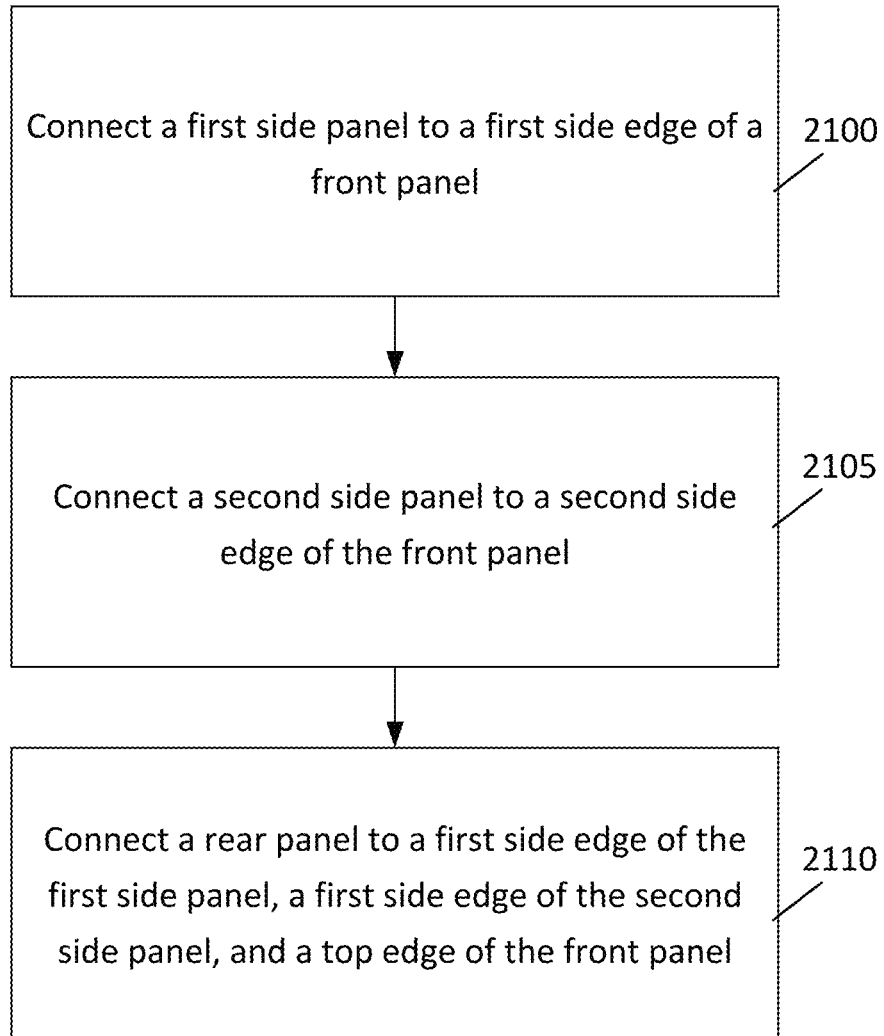 Connect a first side panel to a first side edge of a
front panel
2100
Connect a second side panel to a second side
edge of the front panel
2105
Connect a rear panel to a first side edge of the
first side panel, a first side edge of the second
side panel, and a top edge of the front panel
2110